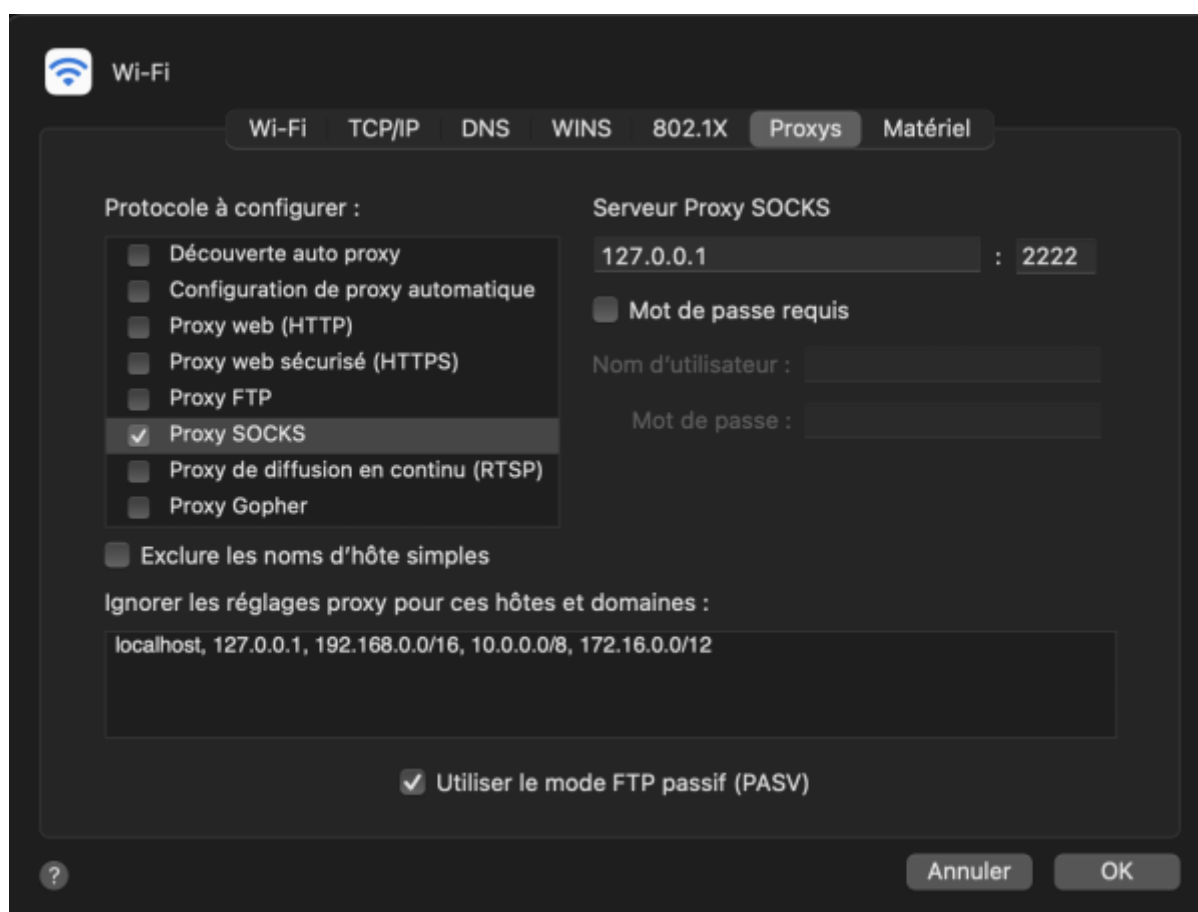 Wi-Fi
Wi-Fi TCP/IP DNS WINS 802.1X Proxys Matériel
Protocole à configurer :
Découverte auto proxy
Configuration de proxy automatique
Proxy web (HTTP)
Proxy web sécurisé (HTTPS)
Proxy FTP
Proxy SOCKS
Proxy de diffusion en continu (RTSP)
Proxy Gopher
Serveur Proxy SOCKS
127.0.0.1 : 2222
Mot de passe requis
Nom d’utilisateur :
Mot de passe :
Exclure les noms d’hôte simples
Ignorer les réglages proxy pour ces hôtes et domaines :
localhost, 127.0.0.1, 192.168.0.0/16, 10.0.0.0/8, 172.16.0.0/12
Utiliser le mode FTP passif (PASV)
? Annuler OK